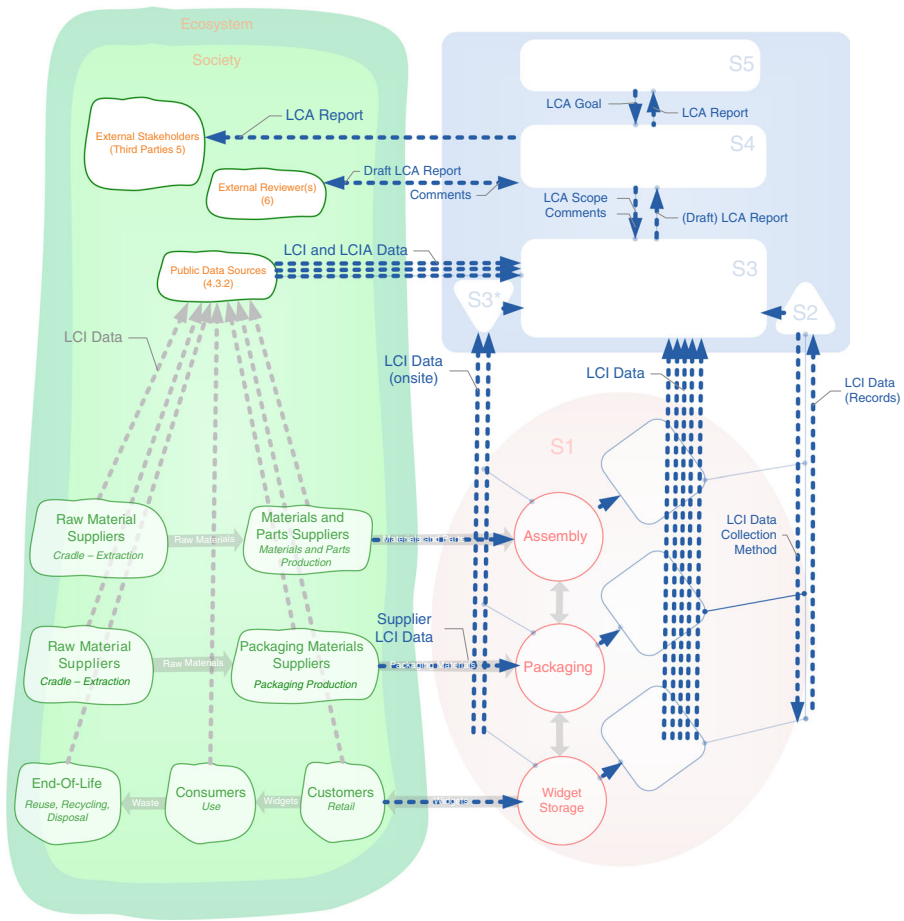 Ecosystem
Society
S5
LCA Goal
LCA Report
S4
LCA Report
External Stakeholders
(Third Parties 5)
Draft LCA Report
Comments
External Reviewer(s)
(6)
LCA Scope
Comments
(Draft) LCA Report
LCI and LCIA Data
S3
Public Data Sources
(4.3.2)
S3*
S2
LCI Data
LCI Data
(onsite)
LCI Data
LCI Data
(Records)
S1
Raw Material
Suppliers
Cradle – Extraction
Raw Materials
Materials and
Parts Suppliers
Materials and Parts
Production
Materials and Parts
Assembly
LCI Data
Collection
Method
Supplier
LCI Data
Raw Material
Suppliers
Cradle – Extraction
Raw Materials
Packaging Materials
Suppliers
Packaging Production
Packaging Materials
Packaging
End-Of-Life
Reuse, Recycling,
Disposal
Waste
Consumers
Use
Widgets
Customers
Retail
Widgets
Widget
Storage